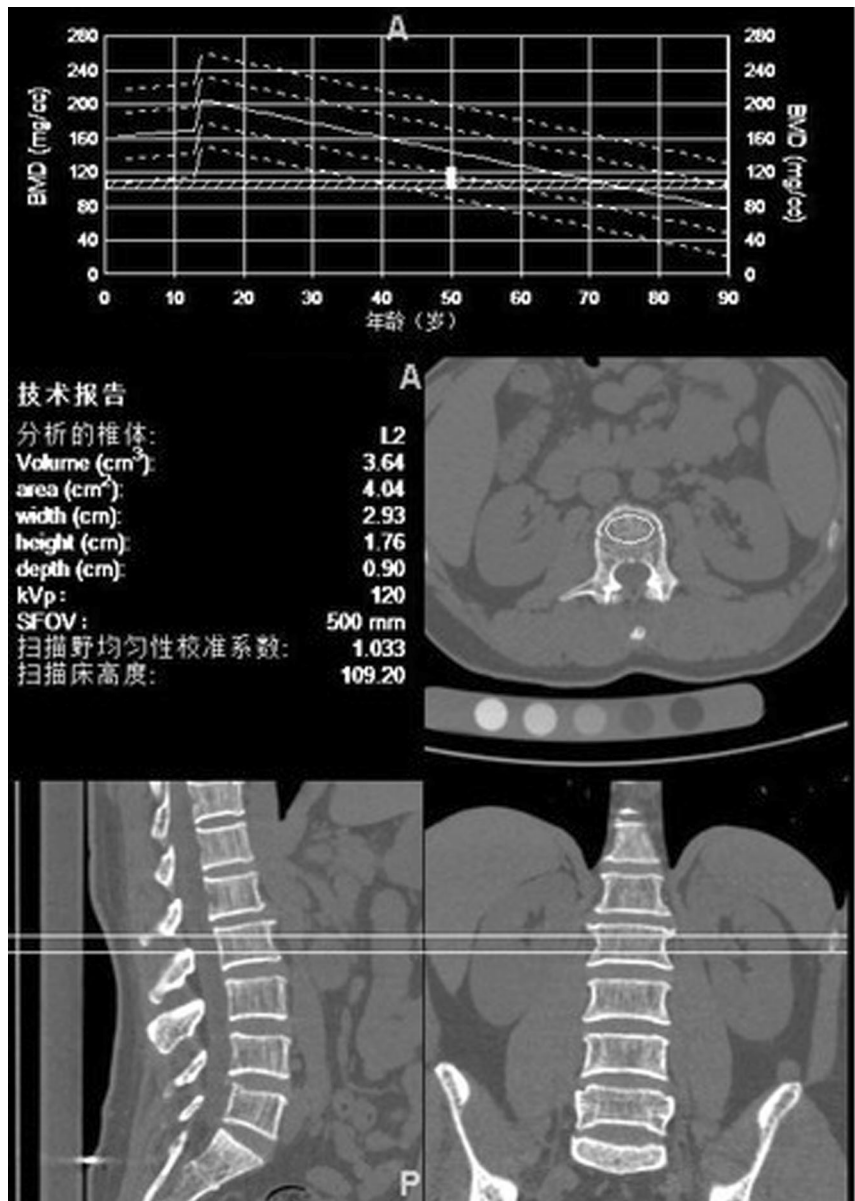 A
280 280
240 240
200 200
160 160
120 120
80 80
40 40
0 0
BMD (mg/cc) BMD (mg/cc)
0 10 20 30 40 50 60 70 80 90
年龄（岁）
A
技术报告
分析的椎体: L2
Volume (cm³): 3.64
area (cm²): 4.04
width (cm): 2.93
height (cm): 1.76
depth (cm): 0.90
kVp: 120
SFOV: 500 mm
扫描野均匀性校准系数: 1.033
扫描床高度: 109.20
P